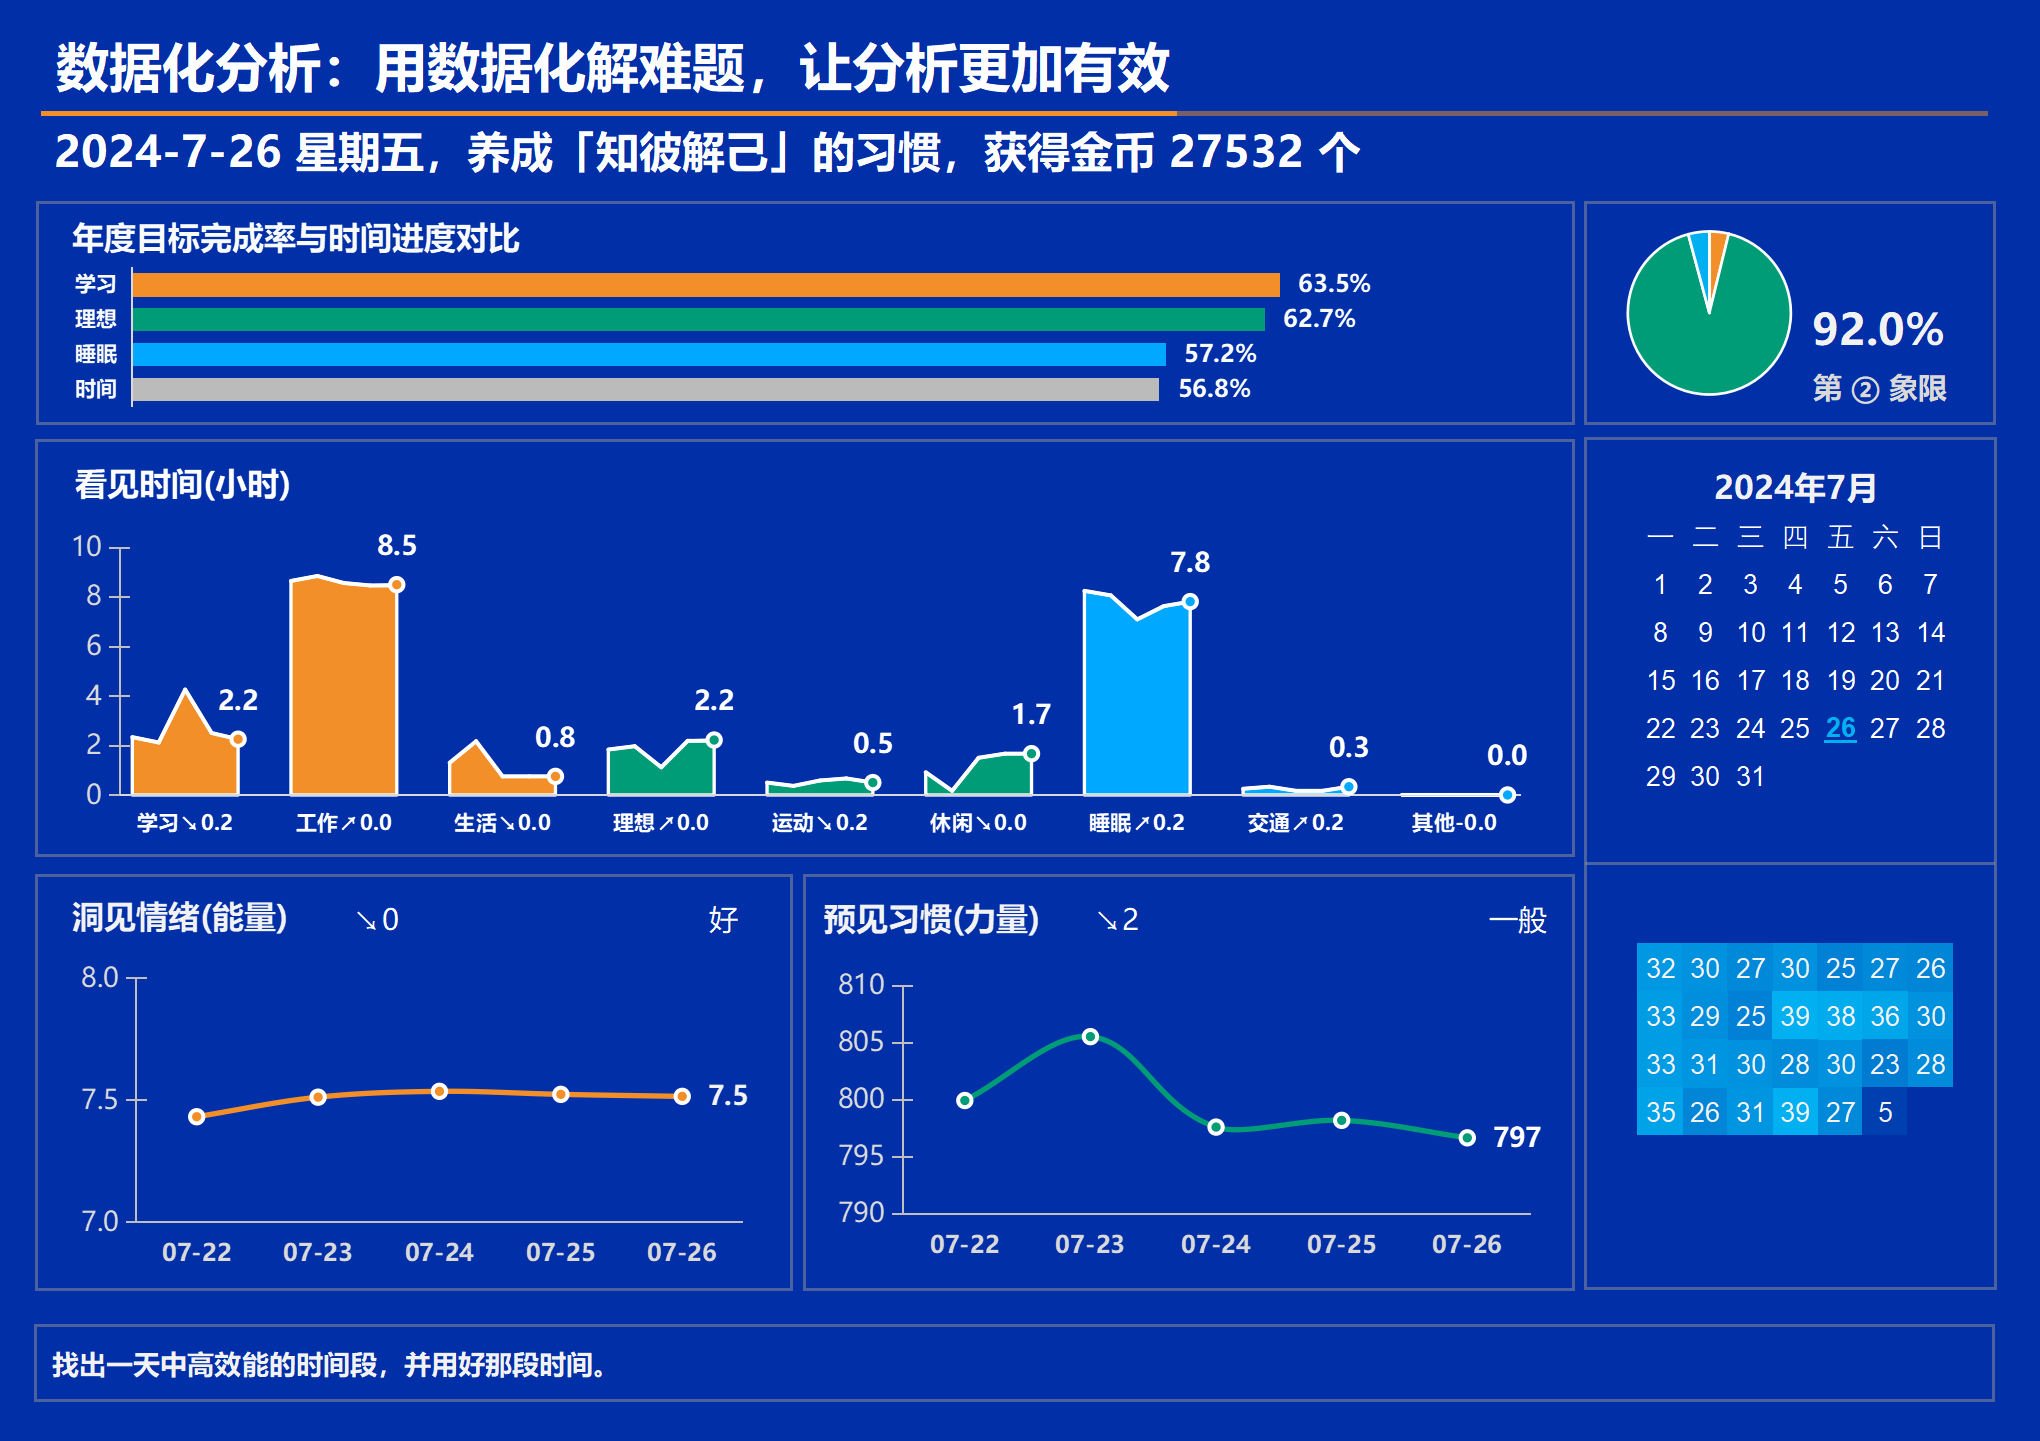 数据化分析：用数据化解难题，让分析更加有效
2024-7-26 星期五，养成「知彼解己」的习惯，获得金币 27532 个
年度目标完成率与时间进度对比
学习 63.5%
理想 62.7%
睡眠 57.2%
时间 56.8%
92.0%
第 ② 象限
看见时间(小时)
10
8
6
4
2
0
2.2
8.5
0.8
2.2
0.5
1.7
7.8
0.3
0.0
学习↘0.2 工作↗0.0 生活↘0.0 理想↗0.0 运动↘0.2 休闲↘0.0 睡眠↗0.2 交通↗0.2 其他-0.0
2024年7月
一 二 三 四 五 六 日
1 2 3 4 5 6 7
8 9 10 11 12 13 14
15 16 17 18 19 20 21
22 23 24 25 26 27 28
29 30 31
洞见情绪(能量) ↘0 好
8.0
7.5
7.0
7.5
07-22 07-23 07-24 07-25 07-26
预见习惯(力量) ↘2 一般
810
805
800
795
790
797
07-22 07-23 07-24 07-25 07-26
32 30 27 30 25 27 26
33 29 25 39 38 36 30
33 31 30 28 30 23 28
35 26 31 39 27 5
找出一天中高效能的时间段，并用好那段时间。